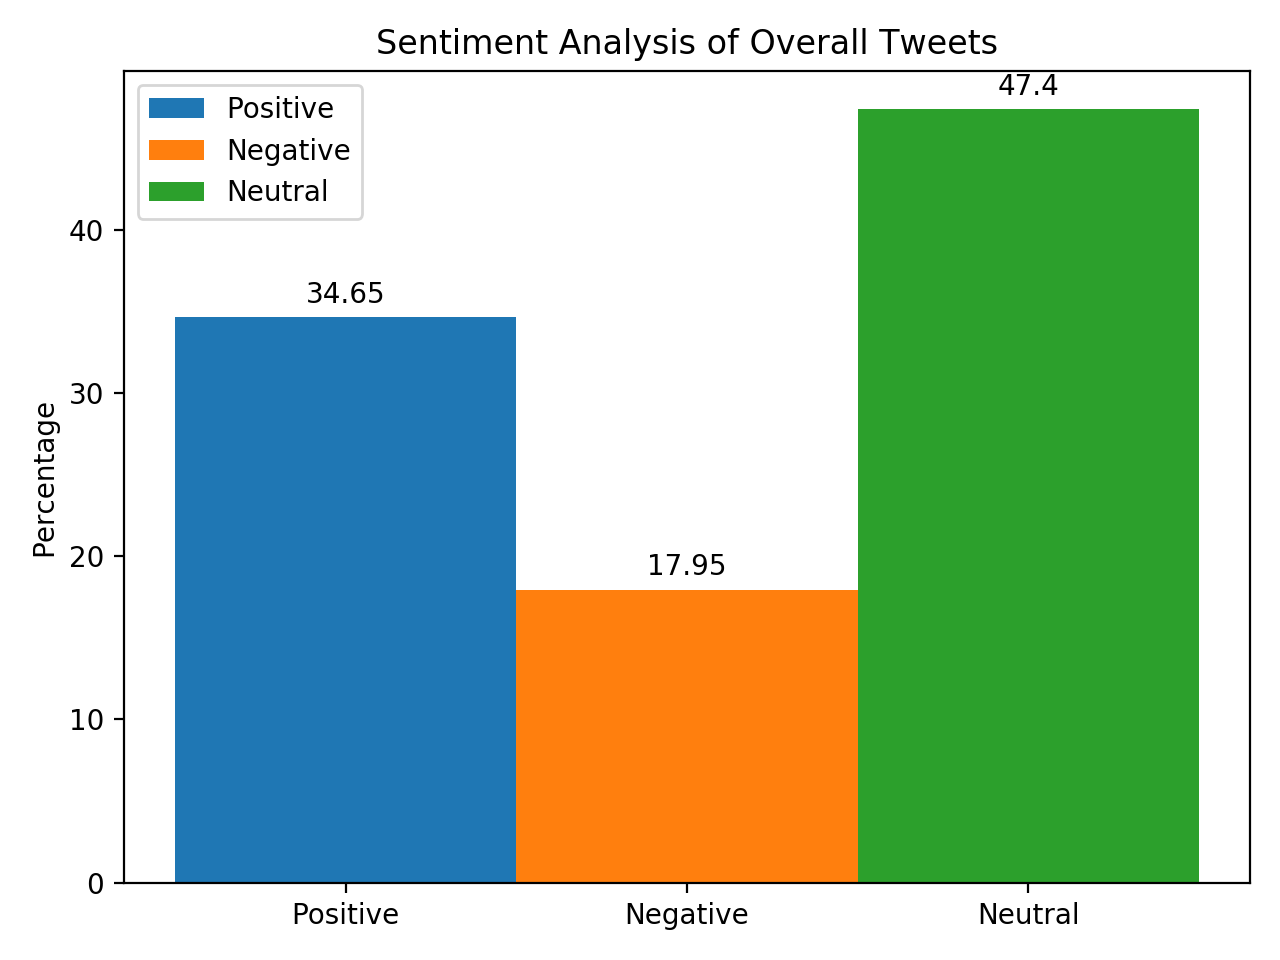 Sentiment Analysis of Overall Tweets
Positive
Negative
Neutral
47.4
34.65
17.95
Percentage
40
30
20
10
0
Positive
Negative
Neutral